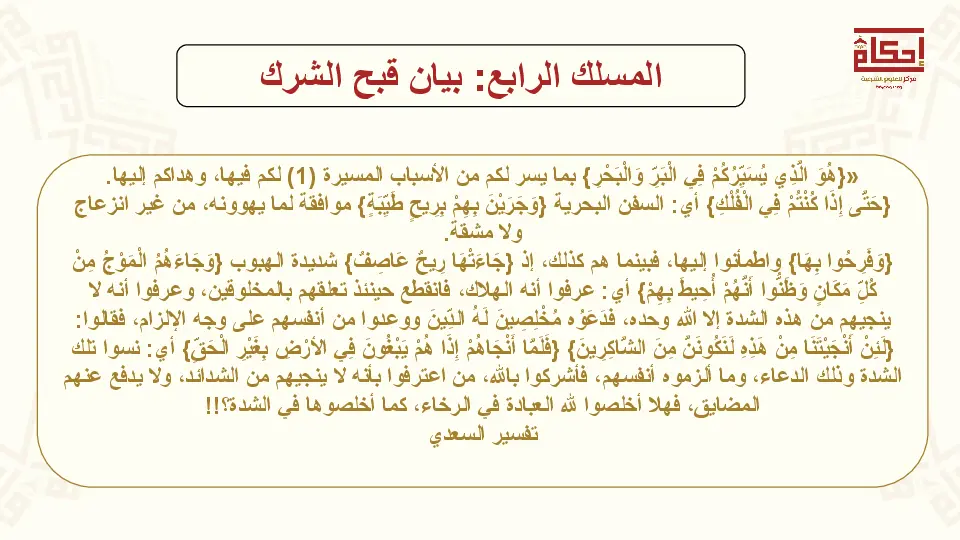 إحكام
مركز للعلوم الشرعية
المسلك الرابع: بيان قبح الشرك
«{هُوَ الَّذِي يُسَيِّرُكُمْ فِي الْبَرِّ وَالْبَحْرِ} بما يسر لكم من الأسباب المسيرة (1) لكم فيها، وهداكم إليها.
{حَتَّى إِذَا كُنْتُمْ فِي الْفُلْكِ} أي: السفن البحرية {وَجَرَيْنَ بِهِمْ بِرِيحٍ طَيِّبَةٍ} موافقة لما يهوونه، من غير انزعاج
ولا مشقة.
{وَفَرِحُوا بِهَا} واطمأنوا إليها، فبينما هم كذلك، إذ {جَاءَتْهَا رِيحٌ عَاصِفٌ} شديدة الهبوب {وَجَاءَهُمُ الْمَوْجُ مِنْ
كُلِّ مَكَانٍ وَظَنُّوا أَنَّهُمْ أُحِيطَ بِهِمْ} أي: عرفوا أنه الهلاك، فانقطع حينئذ تعلقهم بالمخلوقين، وعرفوا أنه لا
ينجيهم من هذه الشدة إلا الله وحده، فدَعَوُه مُخْلِصِينَ لَهُ الدِّينَ ووعدوا من أنفسهم على وجه الإلزام، فقالوا:
{لَئِنْ أَنْجَيْتَنَا مِنْ هَذِهِ لَنَكُونَنَّ مِنَ الشَّاكِرِينَ} {فَلَمَّا أَنْجَاهُمْ إِذَا هُمْ يَبْغُونَ فِي الأرْضِ بِغَيْرِ الْحَقِّ} أي: نسوا تلك
الشدة وذلك الدعاء، وما ألزموه أنفسهم، فأشركوا بالله، من اعترفوا بأنه لا ينجيهم من الشدائد، ولا يدفع عنهم
المضايق، فهلا أخلصوا لله العبادة في الرخاء، كما أخلصوها في الشدة؟!!
تفسير السعدي